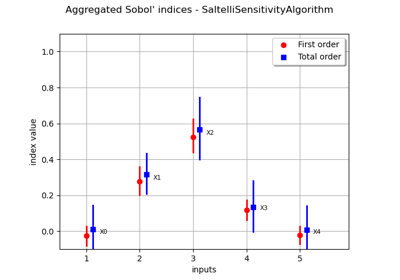 Aggregated Sobol' indices - SaltelliSensitivityAlgorithm
First order
Total order
1.0
0.8
0.6
0.4
0.2
0.0
index value
X0
X1
X2
X3
X4
1 2 3 4 5
inputs